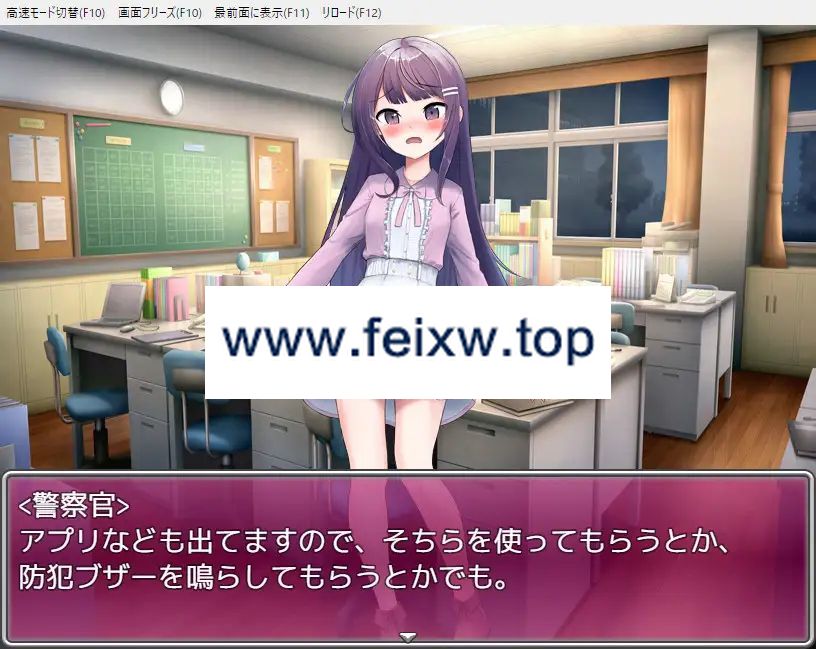 高速モード切替(F10) 画面フリーズ(F10) 最前面に表示(F11) リロード(F12)
www.feixw.top
<警察官>
アプリなども出てますので、そちらを使ってもらうとか、
防犯ブザーを鳴らしてもらうとかでも。